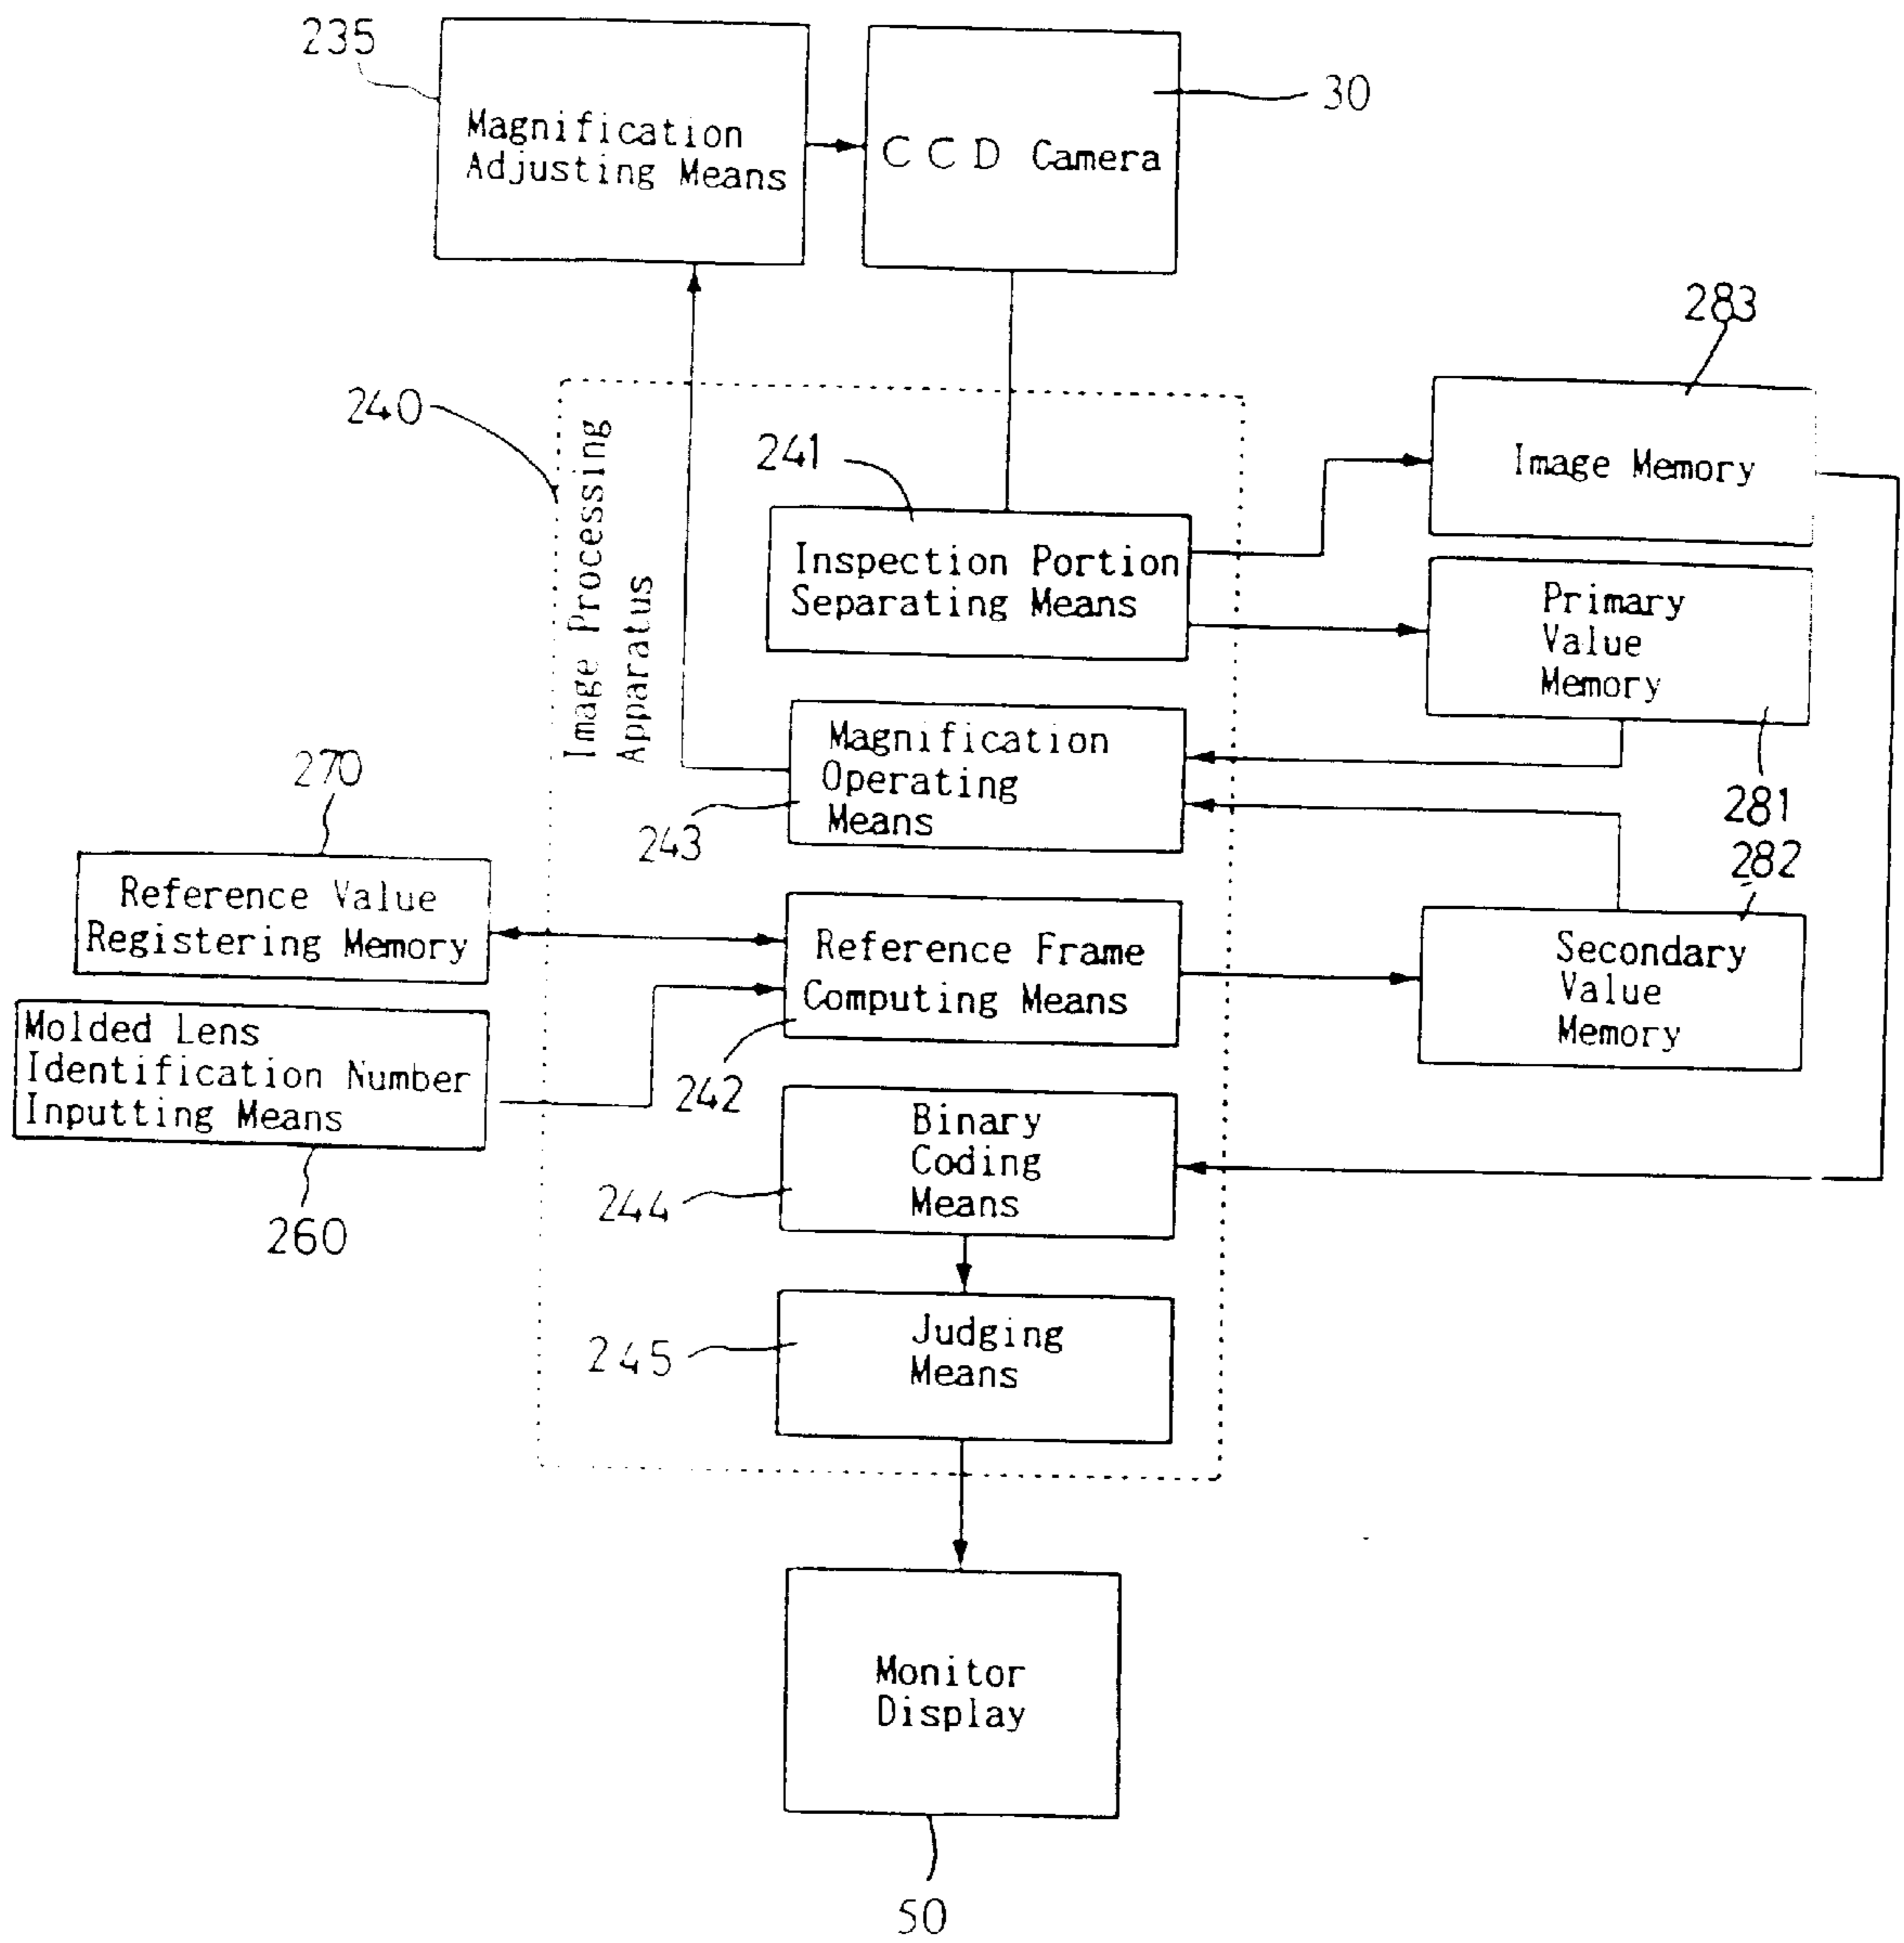 235
Magnification
Adjusting Means
CCD Camera
30
283
240
Image Processing
Apparatus
241
Image Memory
Inspection Portion
Separating Means
Primary
Value
Memory
281
Magnification
Operating
Means
243
270
282
Reference Value
Registering Memory
Reference Frame
Computing Means
242
Secondary
Value
Memory
Molded Lens
Identification Number
Inputting Means
260
Binary
Coding
Means
244
Judging
Means
245
Monitor
Display
50